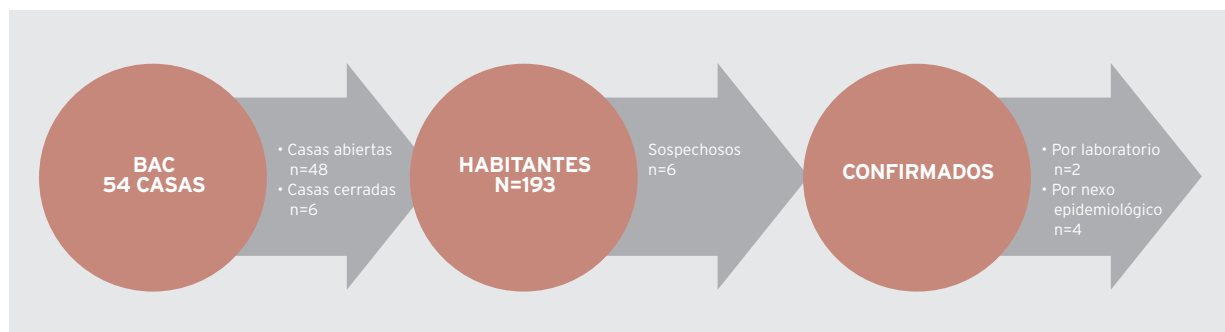 BAC
54 CASAS
• Casas abiertas
n=48
• Casas cerradas
n=6
HABITANTES
N=193
Sospechosos
n=6
CONFIRMADOS
• Por laboratorio
n=2
• Por nexo
epidemiológico
n=4